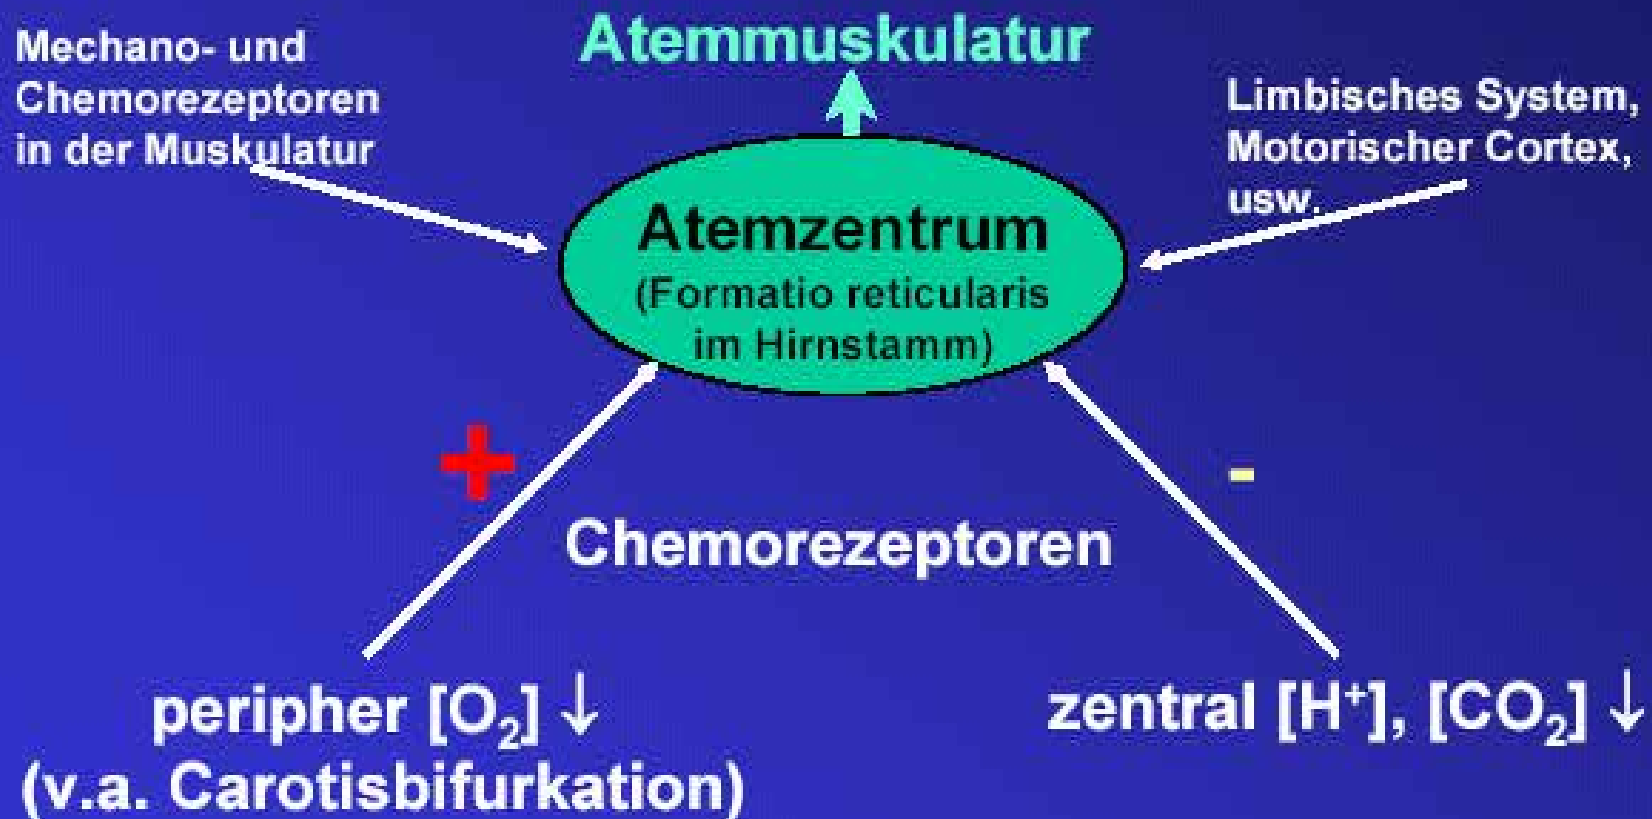 Atemmuskulatur
Mechano- und
Chemorezeptoren
in der Muskulatur
Limbisches System,
Motorischer Cortex,
usw.
Atemzentrum
(Formatio reticularis
im Hirnstamm)
+
-
Chemorezeptoren
peripher [O₂] ↓
(v.a. Carotisbifurkation)
zentral [H⁺], [CO₂] ↓